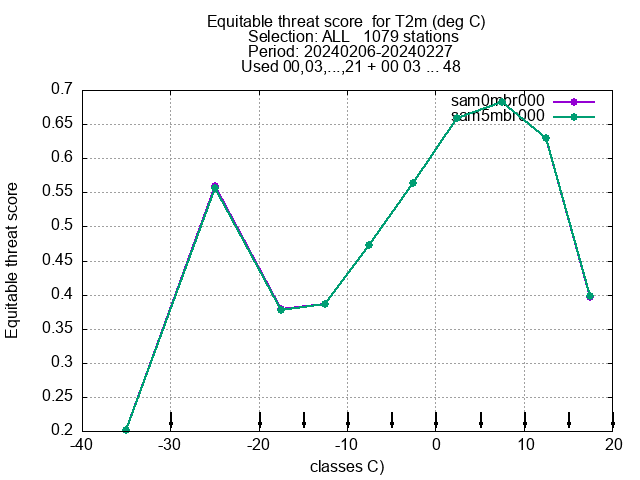 Equitable threat score  for T2m (deg C)
Selection: ALL   1079 stations
Period: 20240206-20240227
Used 00,03,...,21 + 00 03 ... 48
sam0mbr000
sam5mbr000
Equitable threat score
0.7
0.65
0.6
0.55
0.5
0.45
0.4
0.35
0.3
0.25
0.2
-40 -30 -20 -10 0 10 20
classes C)